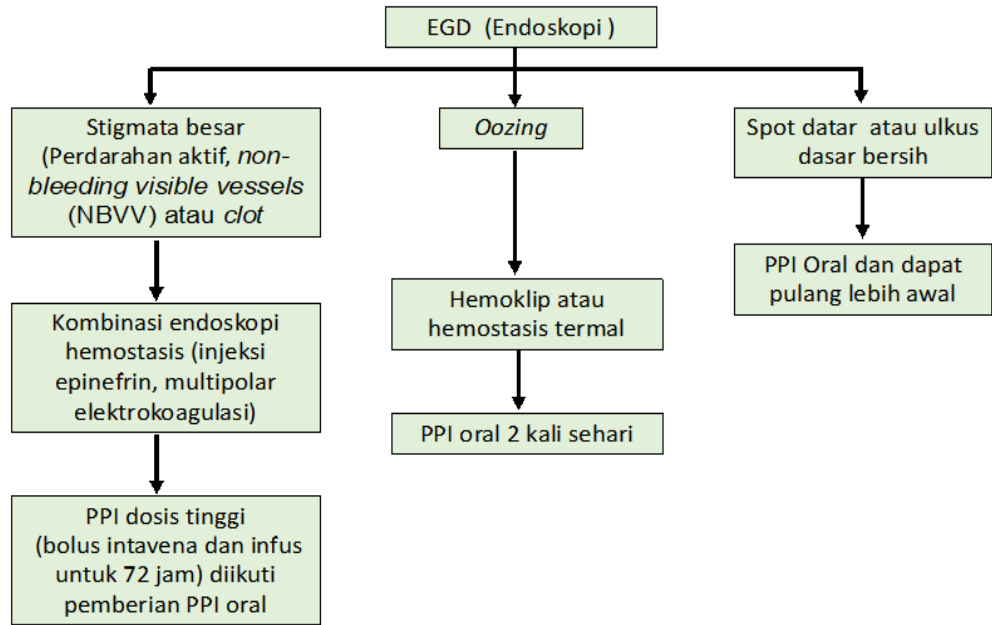 EGD (Endoskopi )
Stigmata besar
(Perdarahan aktif, non-
bleeding visible vessels
(NBVV) atau clot
Kombinasi endoskopi
hemostasis (injeksi
epinefrin, multipolar
elektrokoagulasi)
PPI dosis tinggi
(bolus intavena dan infus
untuk 72 jam) diikuti
pemberian PPI oral
Oozing
Hemoklip atau
hemostasis termal
PPI oral 2 kali sehari
Spot datar atau ulkus
dasar bersih
PPI Oral dan dapat
pulang lebih awal